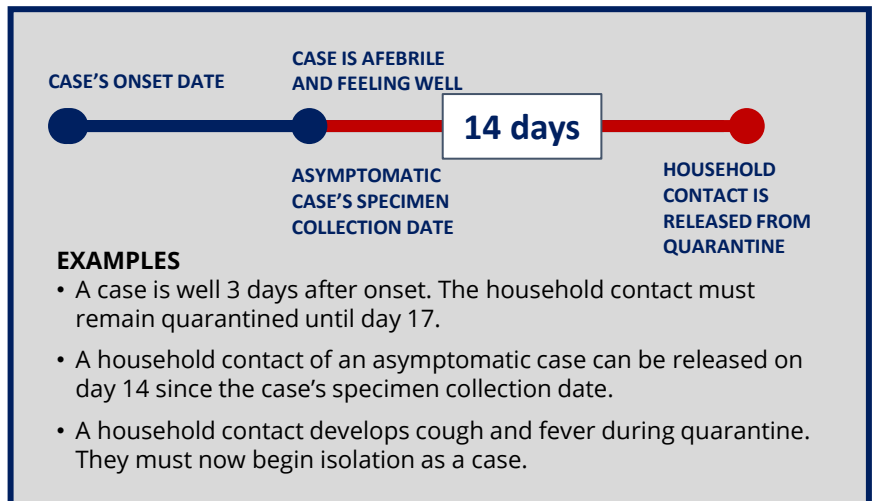 CASE'S ONSET DATE
CASE IS AFEBRILE
AND FEELING WELL
14 days
ASYMPTOMATIC
CASE'S SPECIMEN
COLLECTION DATE
HOUSEHOLD
CONTACT IS
RELEASED FROM
QUARANTINE
EXAMPLES
• A case is well 3 days after onset. The household contact must
remain quarantined until day 17.
• A household contact of an asymptomatic case can be released on
day 14 since the case's specimen collection date.
• A household contact develops cough and fever during quarantine.
They must now begin isolation as a case.